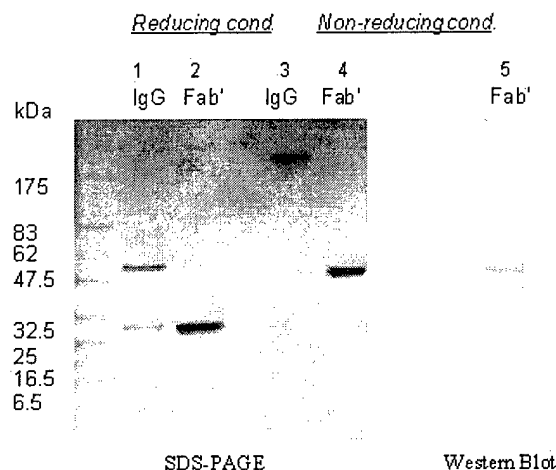 Reducing cond. Non-reducing cond.
1 2 3 4 5
IgG Fab' IgG Fab' Fab'
kDa
175
83
62
47.5
32.5
25
16.5
6.5
SDS-PAGE Western Blot